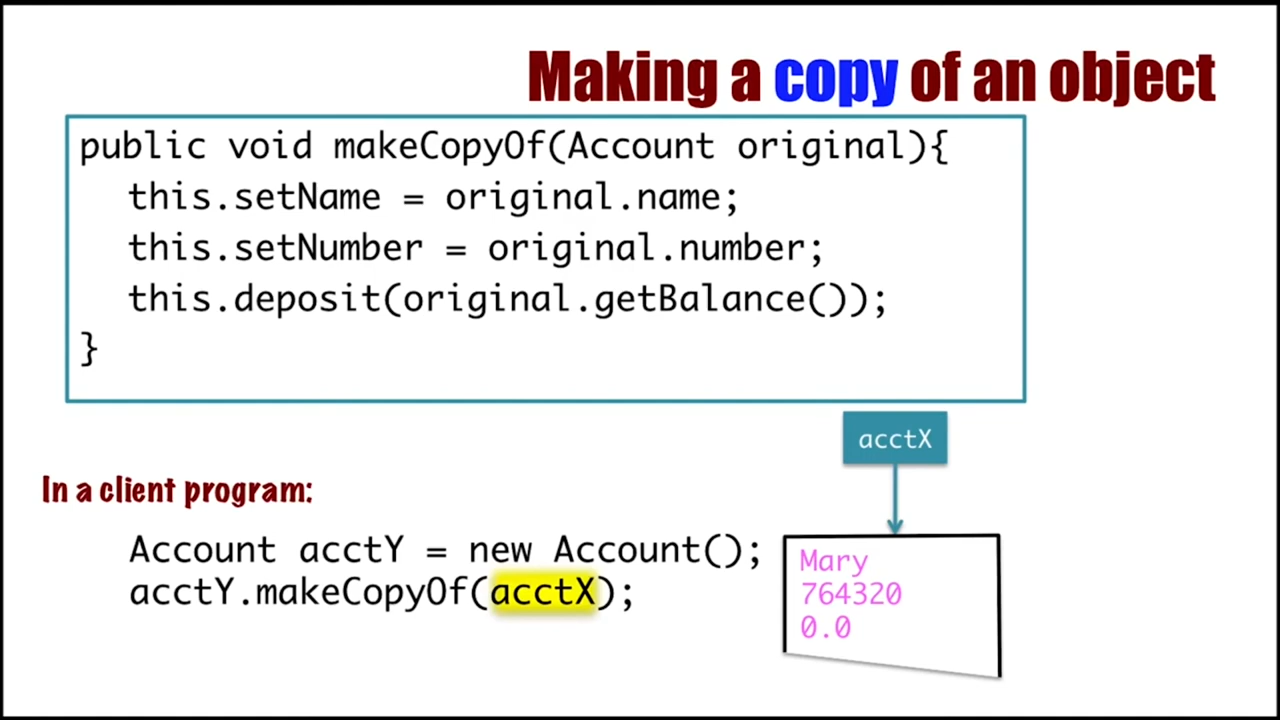 Making a copy of an object
public void makeCopyOf(Account original){
this.setName = original.name;
this.setNumber = original.number;
this.deposit(original.getBalance());
}
acctX
In a client program:
Account acctY = new Account();
acctY.makeCopyOf(acctX);
Mary
764320
0.0